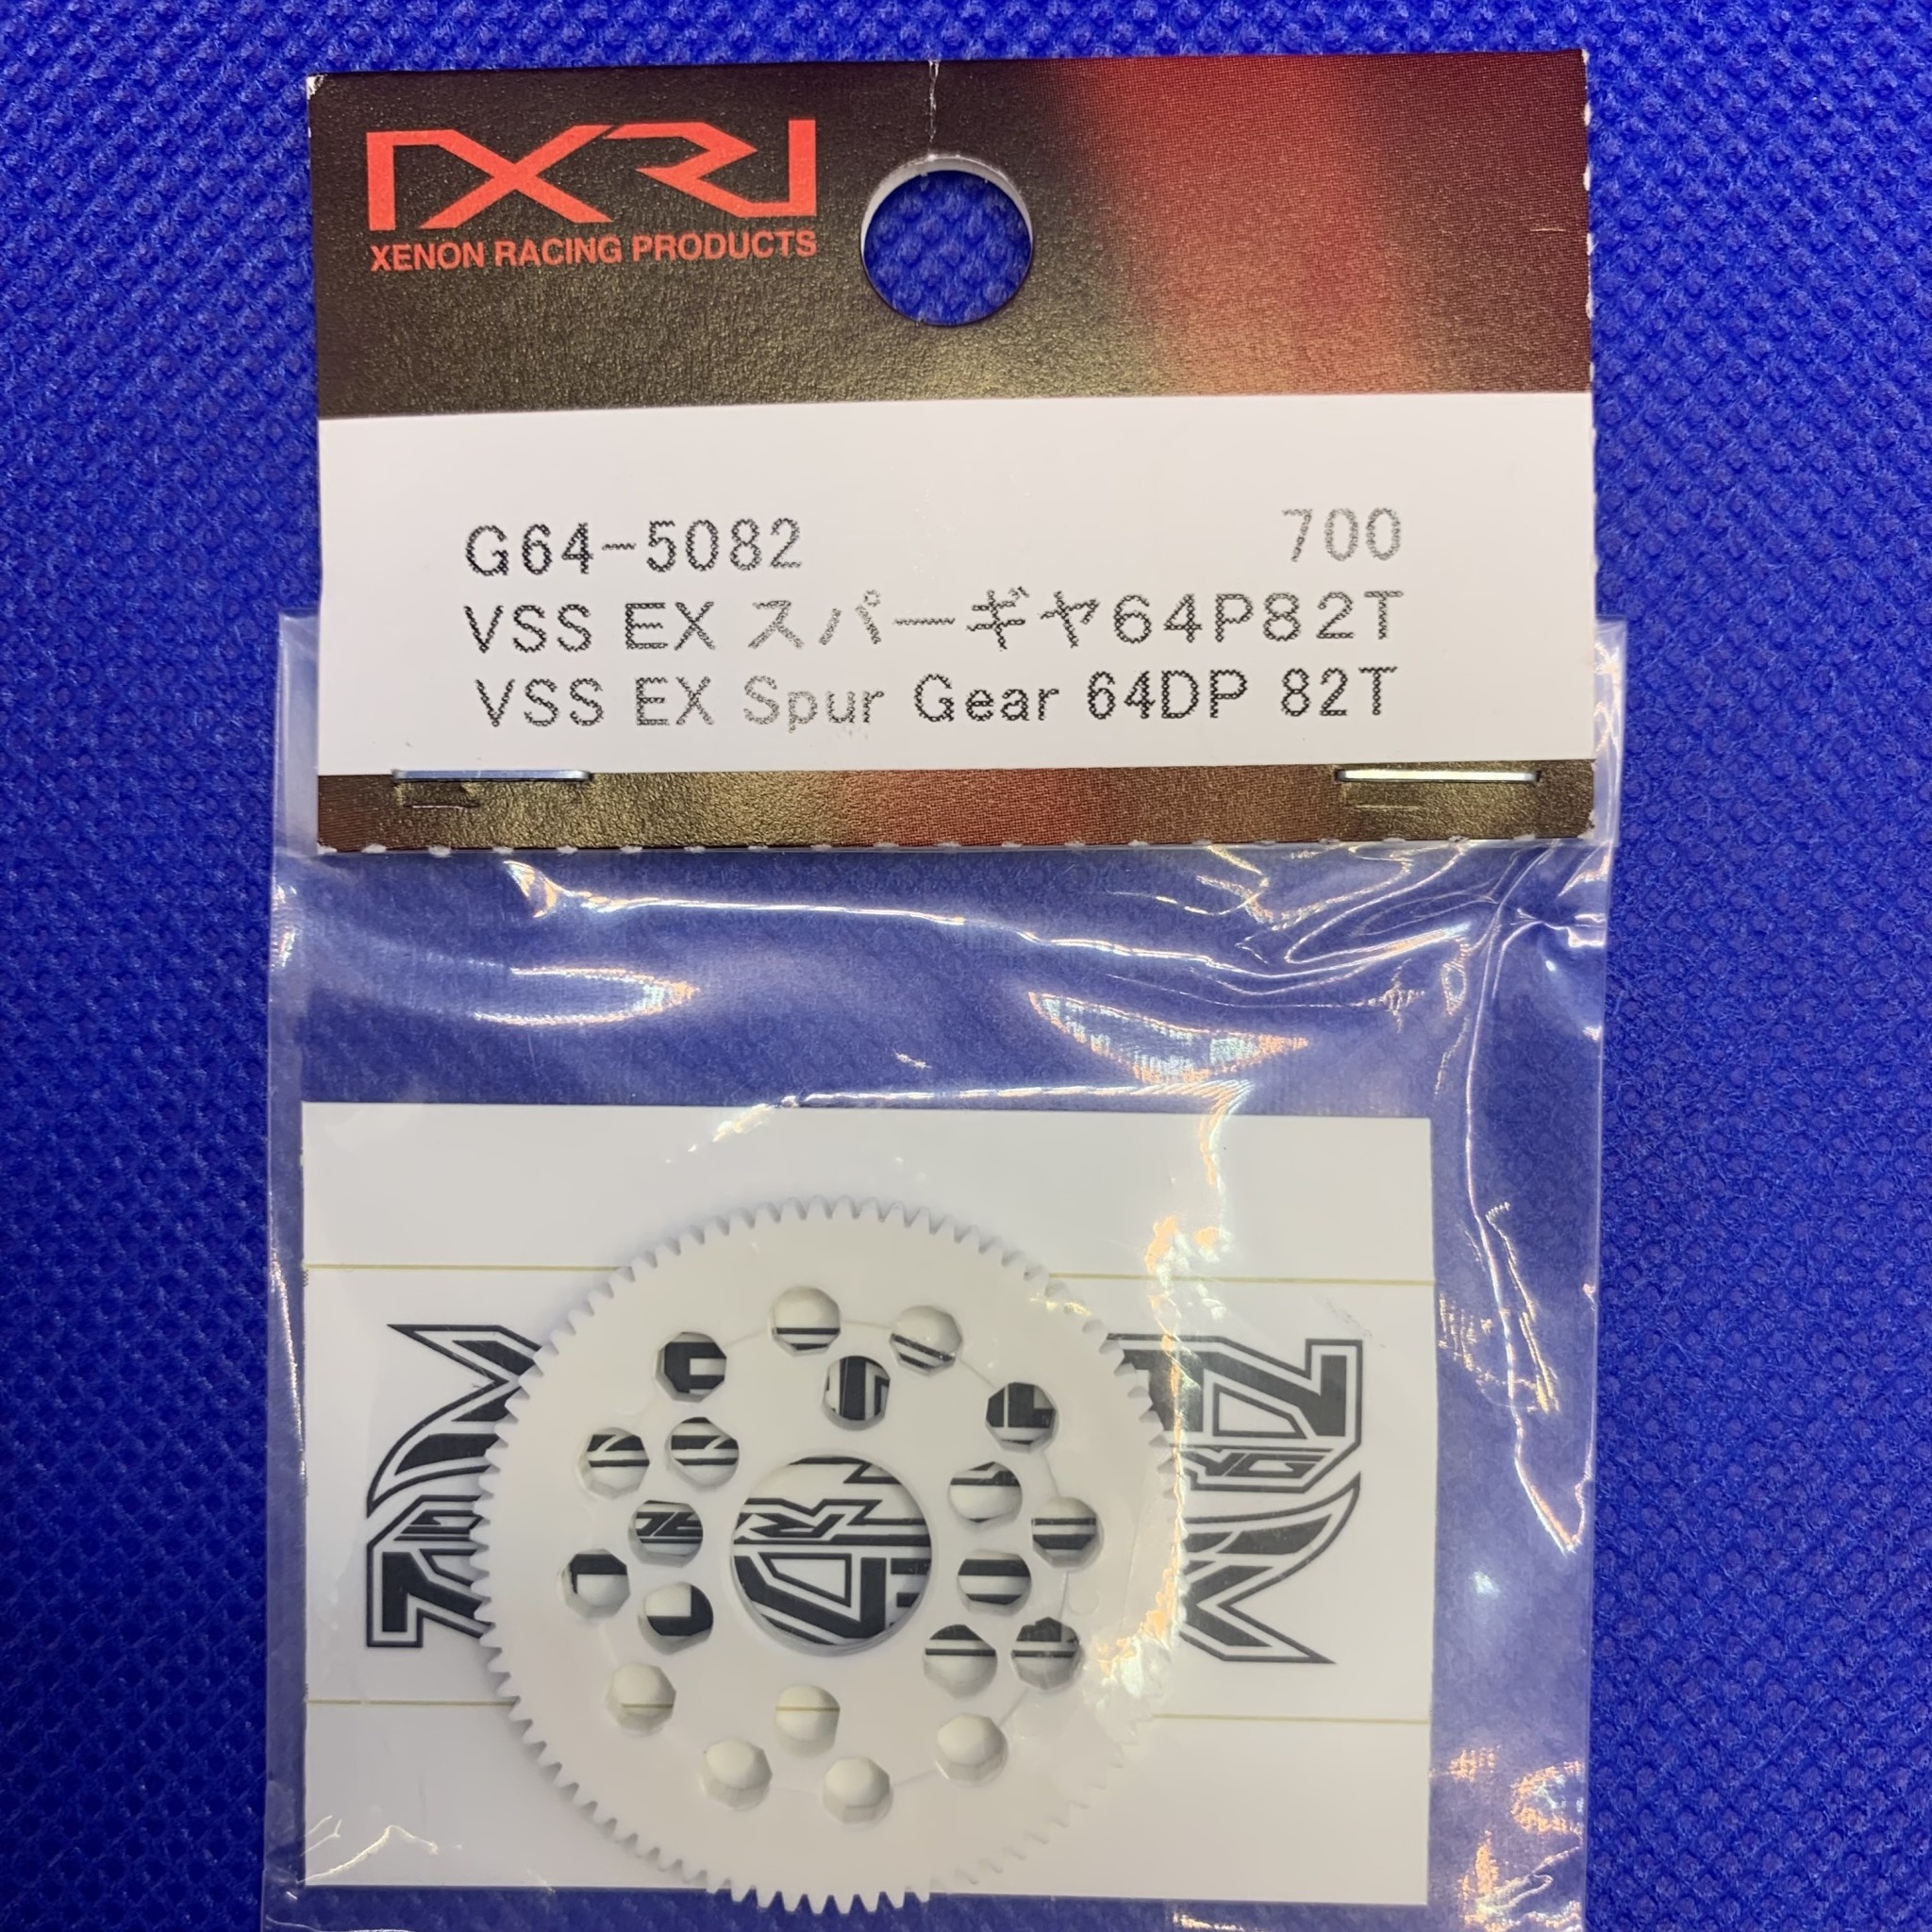 XR
XENON RACING PRODUCTS
G64-5082 700
VSS EX スパーギヤ64P82T
VSS EX Spur Gear 64DP 82T